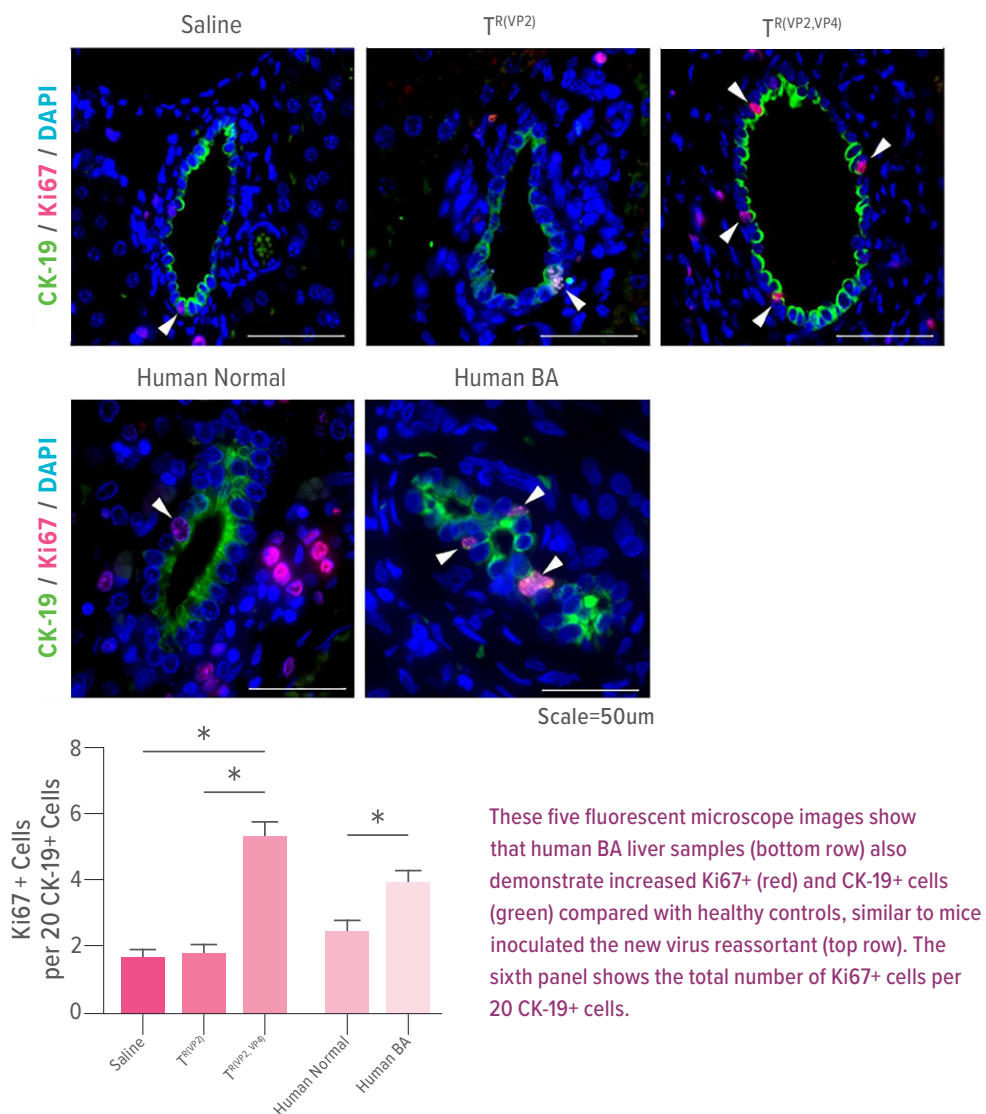 Saline
T^R(VP2)
T^R(VP2,VP4)
CK-19 / Ki67 / DAPI
Human Normal
Human BA
CK-19 / Ki67 / DAPI
Scale=50um
Ki67 + Cells
per 20 CK-19+ Cells
8
6
4
2
0
*
*
*
Saline
T^R(VP2)
T^R(VP2, VP4)
Human Normal
Human BA
These five fluorescent microscope images show
that human BA liver samples (bottom row) also
demonstrate increased Ki67+ (red) and CK-19+ cells
(green) compared with healthy controls, similar to mice
inoculated the new virus reassortant (top row). The
sixth panel shows the total number of Ki67+ cells per
20 CK-19+ cells.